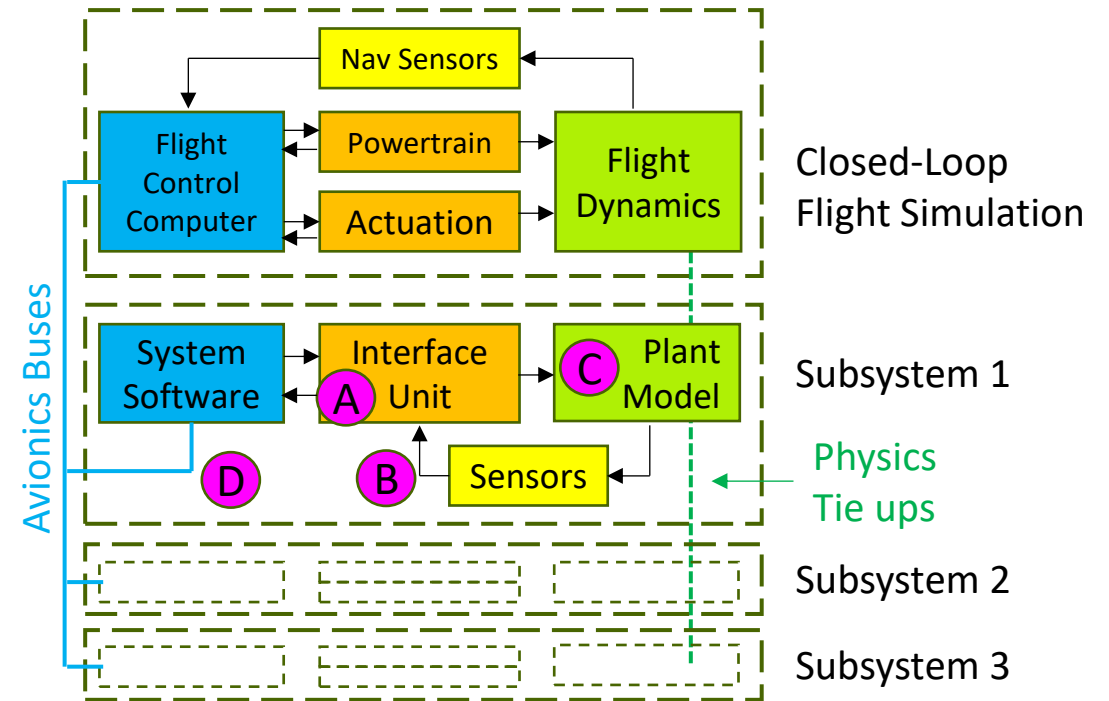 Nav Sensors
Flight
Control
Computer
Powertrain
Actuation
Flight
Dynamics
Closed-Loop
Flight Simulation
Avionics Buses
System
Software
Interface
Unit
A
C
Plant
Model
Subsystem 1
D
B
Sensors
Physics
Tie ups
Subsystem 2
Subsystem 3